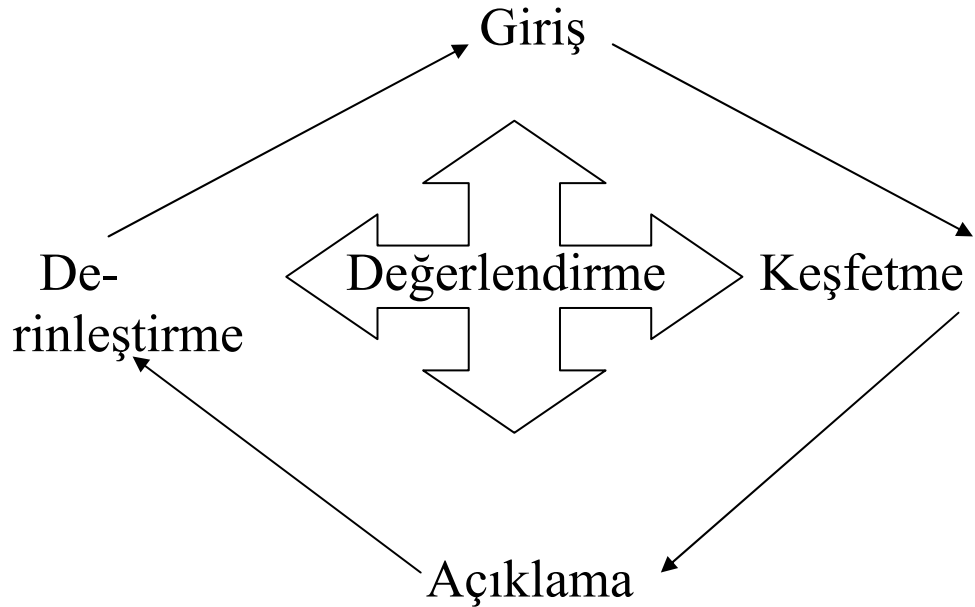 Giriş
De-
rinleştirme
Değerlendirme
Keşfetme
Açıklama